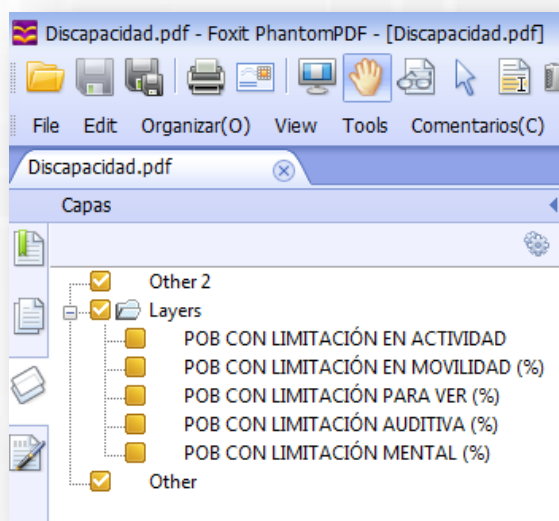 Discapacidad.pdf - Foxit PhantomPDF - [Discapacidad.pdf]
File Edit Organizar(O) View Tools Comentarios(C)
Discapacidad.pdf
Capas
Other 2
Layers
POB CON LIMITACIÓN EN ACTIVIDAD
POB CON LIMITACIÓN EN MOVILIDAD (%)
POB CON LIMITACIÓN PARA VER (%)
POB CON LIMITACIÓN AUDITIVA (%)
POB CON LIMITACIÓN MENTAL (%)
Other